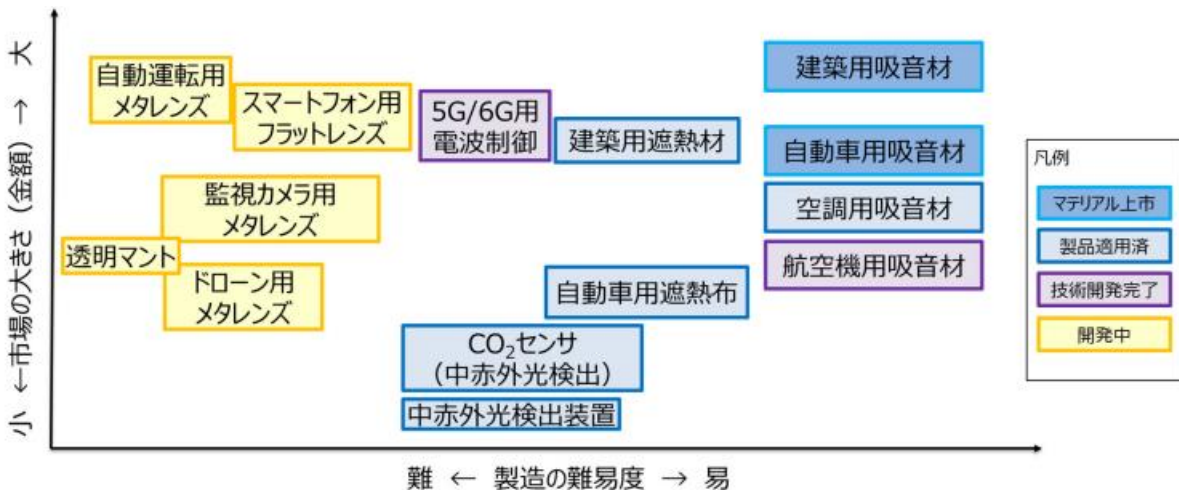 小 ←市場の大きさ（金額）→ 大
自動運転用
メタレンズ
スマートフォン用
フラットレンズ
5G/6G用
電波制御
建築用遮熱材
建築用吸音材
自動車用吸音材
空調用吸音材
航空機用吸音材
監視カメラ用
メタレンズ
透明マント
ドローン用
メタレンズ
自動車用遮熱布
CO₂センサ
（中赤外光検出）
中赤外光検出装置
難 ← 製造の難易度 → 易
凡例
マテリアル上市
製品適用済
技術開発完了
開発中